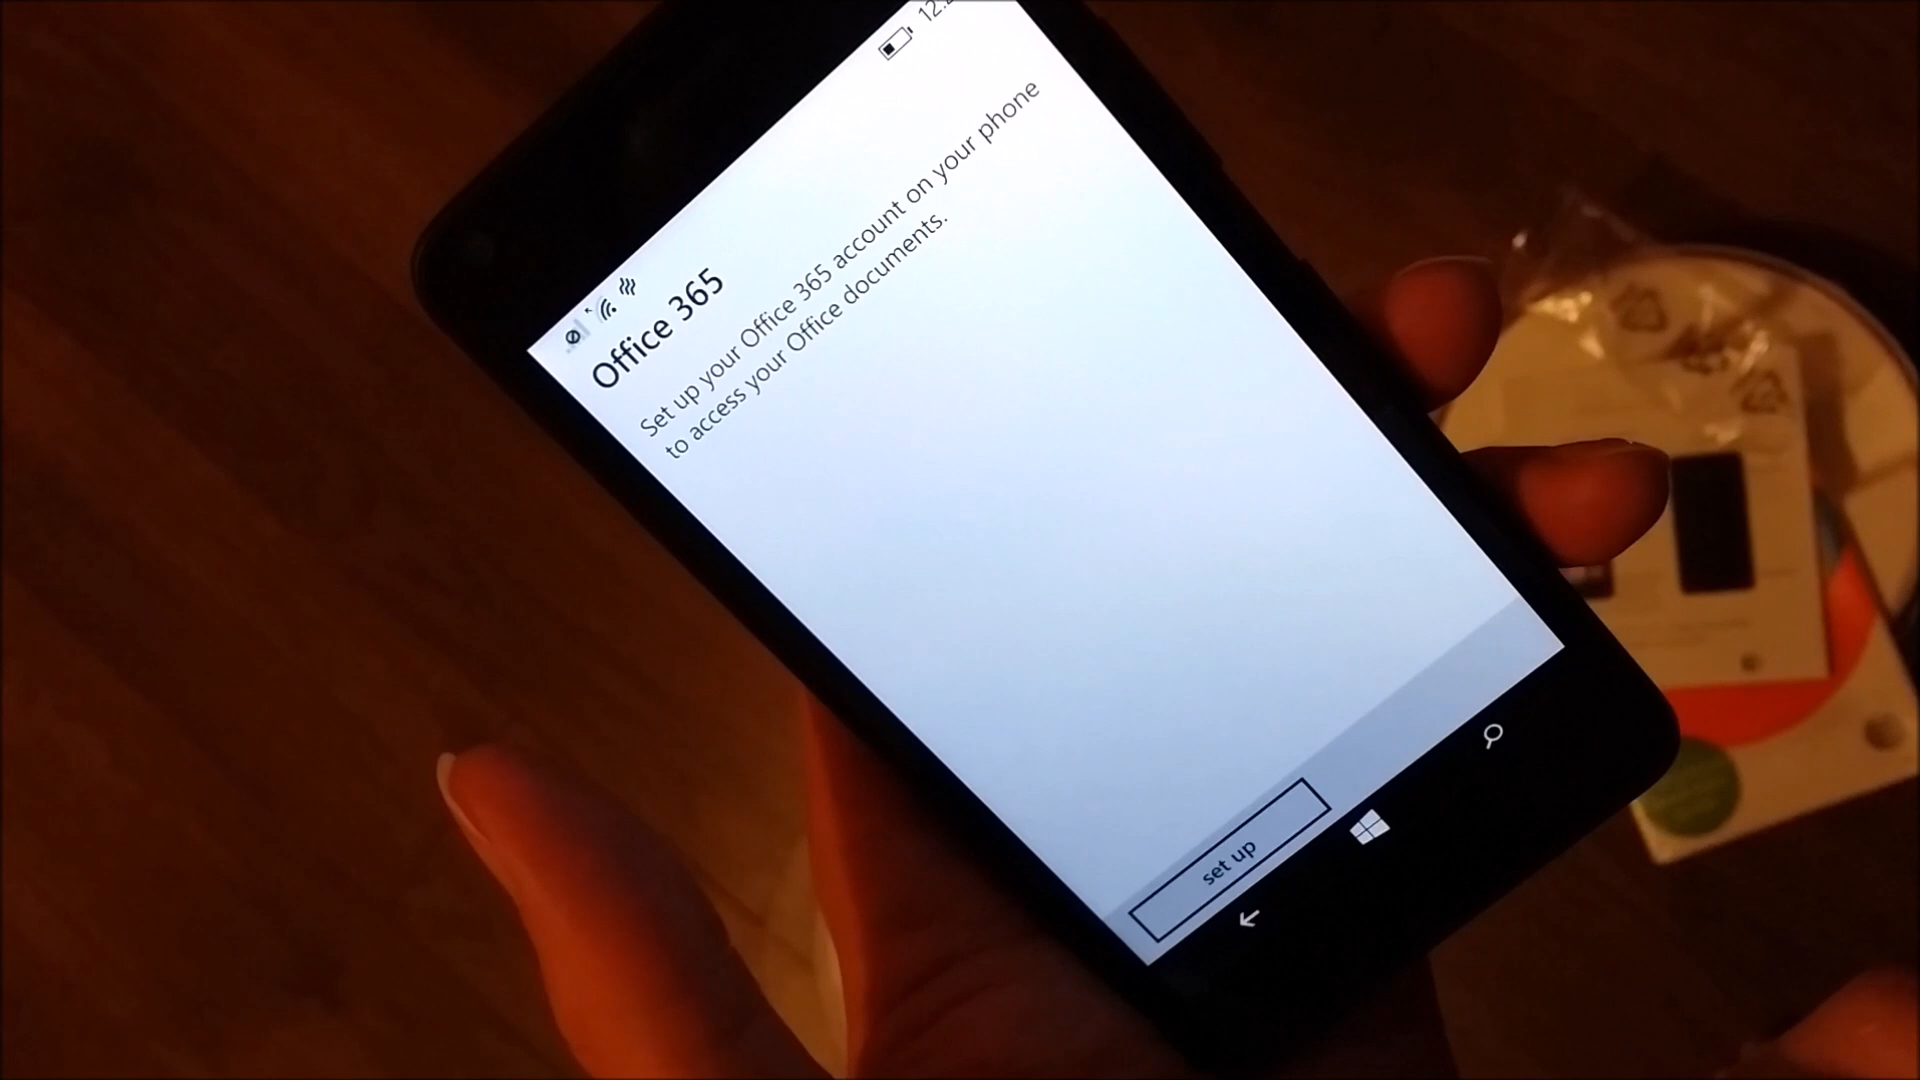 Office 365
Set up your Office 365 account on your phone
to access your Office documents.
set up